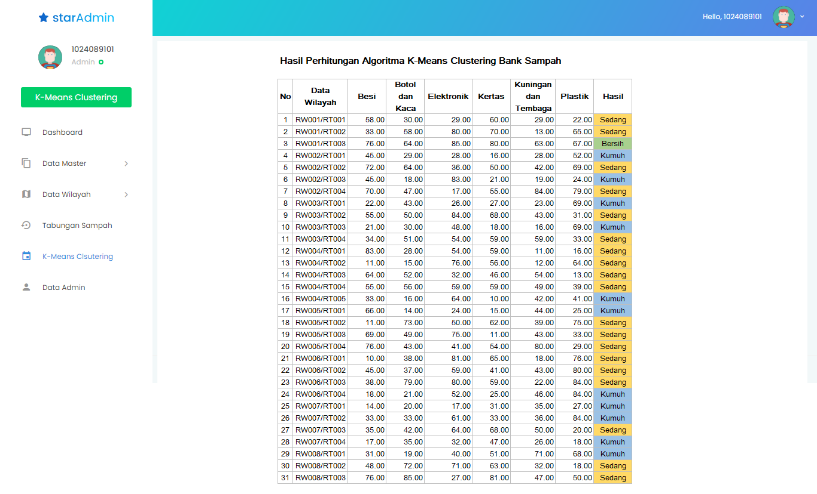 starAdmin
Hello, 1024089101
1024089101
Admin
K-Means Clustering
Dashboard
Data Master
Data Wilayah
Tabungan Sampah
K-Means Clsutering
Data Admin
Hasil Perhitungan Algoritma K-Means Clustering Bank Sampah
No Data Wilayah Besi Botol dan Kaca Elektronik Kertas Kuningan dan Tembaga Plastik Hasil
1 RW001/RT001 58.00 30.00 29.00 60.00 29.00 22.00 Sedang
2 RW001/RT002 33.00 58.00 80.00 70.00 13.00 65.00 Sedang
3 RW001/RT003 76.00 64.00 85.00 80.00 63.00 67.00 Bersih
4 RW002/RT001 45.00 29.00 28.00 16.00 28.00 52.00 Kumuh
5 RW002/RT002 72.00 64.00 36.00 50.00 42.00 69.00 Sedang
6 RW002/RT003 45.00 18.00 83.00 21.00 19.00 24.00 Kumuh
7 RW002/RT004 70.00 47.00 17.00 55.00 84.00 79.00 Sedang
8 RW003/RT001 22.00 43.00 26.00 27.00 23.00 69.00 Kumuh
9 RW003/RT002 55.00 50.00 84.00 68.00 43.00 31.00 Sedang
10 RW003/RT003 21.00 30.00 48.00 18.00 16.00 69.00 Kumuh
11 RW003/RT004 34.00 51.00 54.00 59.00 59.00 33.00 Sedang
12 RW004/RT001 83.00 28.00 54.00 59.00 11.00 16.00 Sedang
13 RW004/RT002 11.00 15.00 76.00 56.00 12.00 64.00 Sedang
14 RW004/RT003 64.00 52.00 32.00 46.00 54.00 13.00 Sedang
15 RW004/RT004 55.00 56.00 59.00 59.00 49.00 39.00 Sedang
16 RW004/RT005 33.00 16.00 64.00 10.00 42.00 41.00 Kumuh
17 RW005/RT001 66.00 14.00 24.00 15.00 44.00 25.00 Kumuh
18 RW005/RT002 11.00 73.00 50.00 62.00 39.00 75.00 Sedang
19 RW005/RT003 69.00 49.00 75.00 11.00 43.00 33.00 Sedang
20 RW005/RT004 76.00 43.00 41.00 54.00 80.00 29.00 Sedang
21 RW006/RT001 10.00 38.00 81.00 65.00 18.00 76.00 Sedang
22 RW006/RT002 45.00 37.00 59.00 41.00 43.00 80.00 Sedang
23 RW006/RT003 38.00 79.00 80.00 59.00 22.00 84.00 Sedang
24 RW006/RT004 18.00 21.00 52.00 25.00 46.00 84.00 Kumuh
25 RW007/RT001 14.00 20.00 17.00 31.00 35.00 27.00 Kumuh
26 RW007/RT002 33.00 33.00 61.00 33.00 36.00 84.00 Kumuh
27 RW007/RT003 35.00 42.00 64.00 68.00 50.00 20.00 Sedang
28 RW007/RT004 17.00 35.00 32.00 47.00 26.00 18.00 Kumuh
29 RW008/RT001 31.00 19.00 40.00 51.00 71.00 68.00 Kumuh
30 RW008/RT002 48.00 72.00 71.00 63.00 32.00 18.00 Sedang
31 RW008/RT003 76.00 85.00 27.00 81.00 47.00 50.00 Sedang